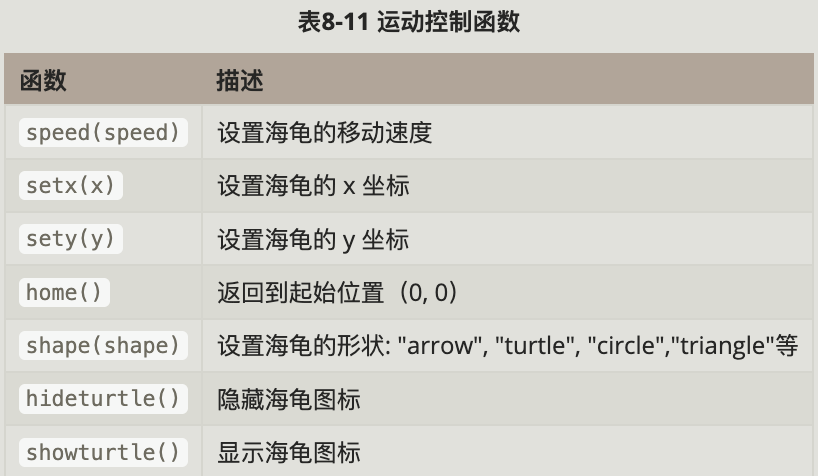 表8-11 运动控制函数
函数 描述
speed(speed) 设置海龟的移动速度
setx(x) 设置海龟的 x 坐标
sety(y) 设置海龟的 y 坐标
home() 返回到起始位置（0, 0）
shape(shape) 设置海龟的形状: "arrow", "turtle", "circle","triangle"等
hideturtle() 隐藏海龟图标
showturtle() 显示海龟图标